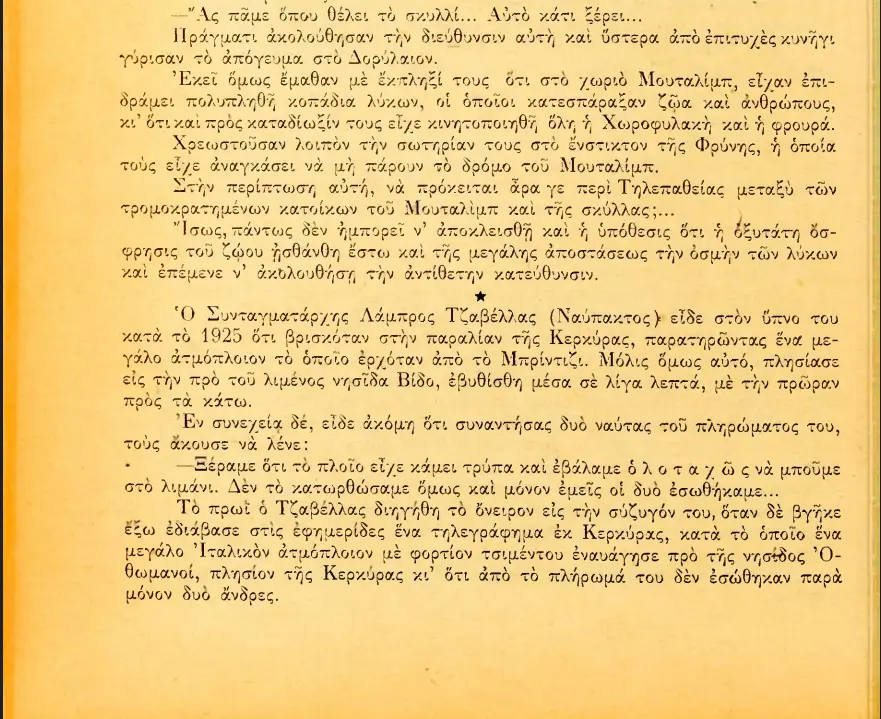 —Ἂς πᾶμε ὅπου θέλει τὸ σκυλλί... Αὐτὸ κάτι ξέρει...
Πράγματι ἀκολούθησαν τὴν διεύθυνσιν αὐτὴ καὶ ὕστερα ἀπὸ ἐπιτυχὲς κυνῆγι
γύρισαν τὸ ἀπόγευμα στὸ Δορύλαιον.
Ἐκεῖ ὅμως ἔμαθαν μὲ ἔκπληξί τους ὅτι στὸ χωριὸ Μουταλίμπ, εἶχαν ἐπι-
δράμει πολυπληθῆ κοπάδια λύκων, οἱ ὁποῖοι κατεσπάραξαν ζῷα καὶ ἀνθρώπους,
κι' ὅτι καὶ πρὸς καταδίωξίν τους εἶχε κινητοποιηθῆ ὅλη ἡ Χωροφυλακὴ καὶ ἡ φρουρά.
Χρεωστοῦσαν λοιπὸν τὴν σωτηρίαν τους στὸ ἔνστικτον τῆς Φρύνης, ἡ ὁποία
τοὺς εἶχε ἀναγκάσει νὰ μὴ πάρουν τὸ δρόμο τοῦ Μουταλίμπ.
Στὴν περίπτωση αὐτή, νὰ πρόκειται ἆρα γε περὶ Τηλεπαθείας μεταξὺ τῶν
τρομοκρατημένων κατοίκων τοῦ Μουταλὶμπ καὶ τῆς σκύλλας;...
Ἴσως, πάντως δὲν ἠμπορεῖ ν' ἀποκλεισθῇ καὶ ἡ ὑπόθεσις ὅτι ἡ ὀξυτάτη ὄσ-
φρησις τοῦ ζῴου ᾐσθάνθη ἔστω καὶ τῆς μεγάλης ἀποστάσεως τὴν ὀσμὴν τῶν λύκων
καὶ ἐπέμενε ν' ἀκολουθήσῃ τὴν ἀντίθετην κατεύθυνσιν.
★
Ὁ Συνταγματάρχης Λάμπρος Τζαβέλλας (Ναύπακτος) εἶδε στὸν ὕπνο του
κατὰ τὸ 1925 ὅτι βρισκόταν στὴν παραλίαν τῆς Κερκύρας, παρατηρῶντας ἕνα με-
γάλο ἀτμόπλοιον τὸ ὁποῖο ἐρχόταν ἀπὸ τὸ Μπρίντιζι. Μόλις ὅμως αὐτό, πλησίασε
εἰς τὴν πρὸ τοῦ λιμένος νησῖδα Βίδο, ἐβυθίσθη μέσα σὲ λίγα λεπτά, μὲ τὴν πρῶραν
πρὸς τὰ κάτω.
Ἐν συνεχείᾳ δέ, εἶδε ἀκόμη ὅτι συναντήσας δυὸ ναύτας τοῦ πληρώματος του,
τοὺς ἄκουσε νὰ λένε:
—Ξέραμε ὅτι τὸ πλοῖο εἶχε κάμει τρύπα καὶ ἐβάλαμε ὁλοταχῶς νὰ μποῦμε
στὸ λιμάνι. Δὲν τὸ κατωρθώσαμε ὅμως καὶ μόνον ἐμεῖς οἱ δυὸ ἐσωθήκαμε...
Τὸ πρωῒ ὁ Τζαβέλλας διηγήθη τὸ ὄνειρον εἰς τὴν σύζυγόν του, ὅταν δὲ βγῆκε
ἔξω ἐδιάβασε στὶς ἐφημερίδες ἕνα τηλεγράφημα ἐκ Κερκύρας, κατὰ τὸ ὁποῖο ἕνα
μεγάλο Ἰταλικὸν ἀτμόπλοιον μὲ φορτίον τσιμέντου ἐναυάγησε πρὸ τῆς νησίδος Ὀ-
θωμανοί, πλησίον τῆς Κερκύρας κι' ὅτι ἀπὸ τὸ πλήρωμά του δὲν ἐσώθηκαν παρὰ
μόνον δυὸ ἄνδρες.